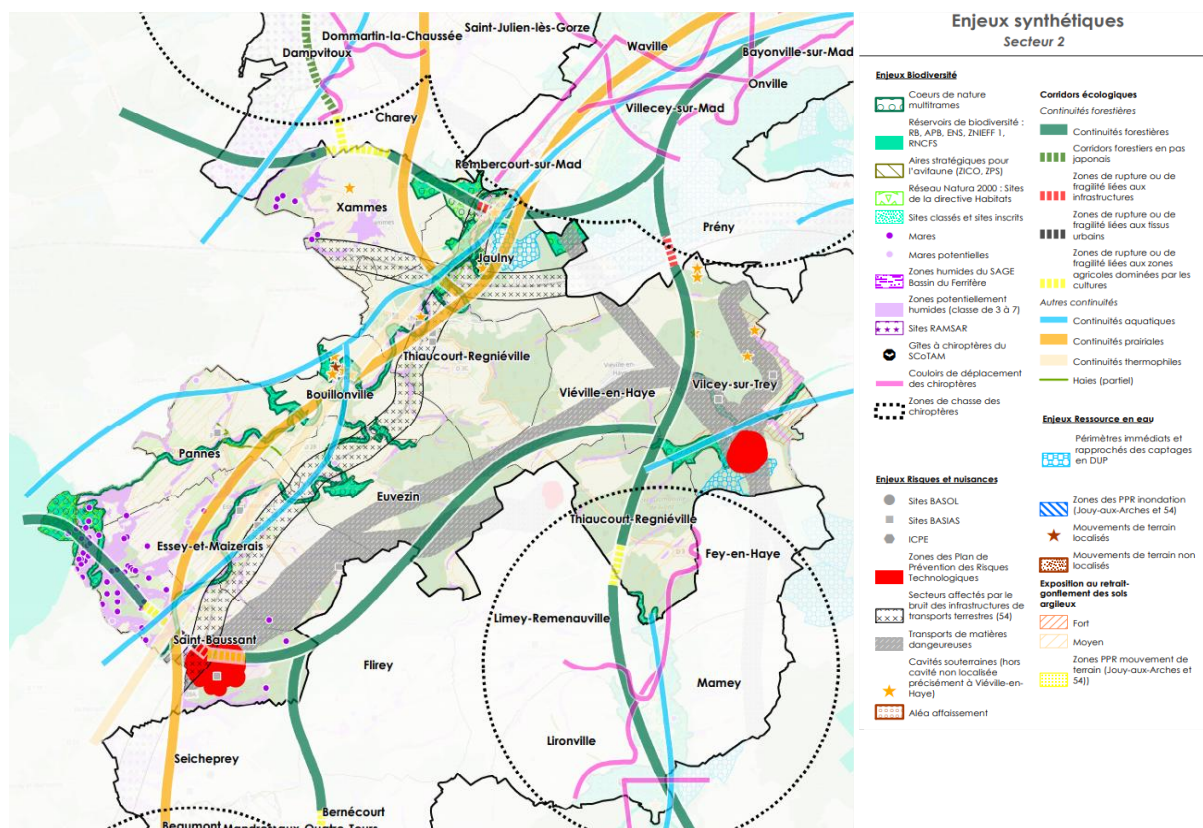 Saint-Julien-lès-Gorze
Dommartin-la-Chaussée
Dampvitoux
Waville
Bayonville-sur-Mad
Onville
Villecey-sur-Mad
Charey
Rembercourt-sur-Mad
Xammes
Prény
Jaulny
Thiaucourt-Regniéville
Viéville-en-Haye
Vilcey-sur-Trey
Bouillonville
Pannes
Euvezin
Thiaucourt-Regniéville
Essey-et-Maizerais
Fey-en-Haye
Limey-Remenauville
Saint-Baussant
Flirey
Mamey
Lironville
Seicheprey
Bernécourt
Beaumont
Mandres-aux-Quatre-Tours
Enjeux synthétiques
Secteur 2
Enjeux Biodiversité
Coeurs de nature
multitrames
Réservoirs de biodiversité :
RB, APB, ENS, ZNIEFF 1,
RNCFS
Aires stratégiques pour
l'avifaune (ZICO, ZPS)
Réseau Natura 2000 : Sites
de la directive Habitats
Sites classés et sites inscrits
Mares
Mares potentielles
Zones humides du SAGE
Bassin du Ferrifère
Zones potentiellement
humides (classe de 3 à 7)
Sites RAMSAR
Gîtes à chiroptères du
SCoTAM
Couloirs de déplacement
des chiroptères
Zones de chasse des
chiroptères
Corridors écologiques
Continuités forestières
Continuités forestières
Corridors forestiers en pas
japonais
Zones de rupture ou de
fragilité liées aux
infrastructures
Zones de rupture ou de
fragilité liées aux tissus
urbains
Zones de rupture ou de
fragilité liées aux zones
agricoles dominées par les
cultures
Autres continuités
Continuités aquatiques
Continuités prairiales
Continuités thermophiles
Haies (partiel)
Enjeux Ressource en eau
Périmètres immédiats et
rapprochés des captages
en DUP
Enjeux Risques et nuisances
Sites BASOL
Sites BASIAS
ICPE
Zones des Plan de
Prévention des Risques
Technologiques
Secteurs affectés par le
bruit des infrastructures de
transports terrestres (54)
Transports de matières
dangeureuses
Cavités souterraines (hors
cavité non localisée
précisément à Viéville-en-
Haye)
Aléa affaissement
Zones des PPR inondation
(Jouy-aux-Arches et 54)
Mouvements de terrain
localisés
Mouvements de terrain non
localisés
Exposition au retrait-
gonflement des sols
argileux
Fort
Moyen
Zones PPR mouvement de
terrain (Jouy-aux-Arches et
54))